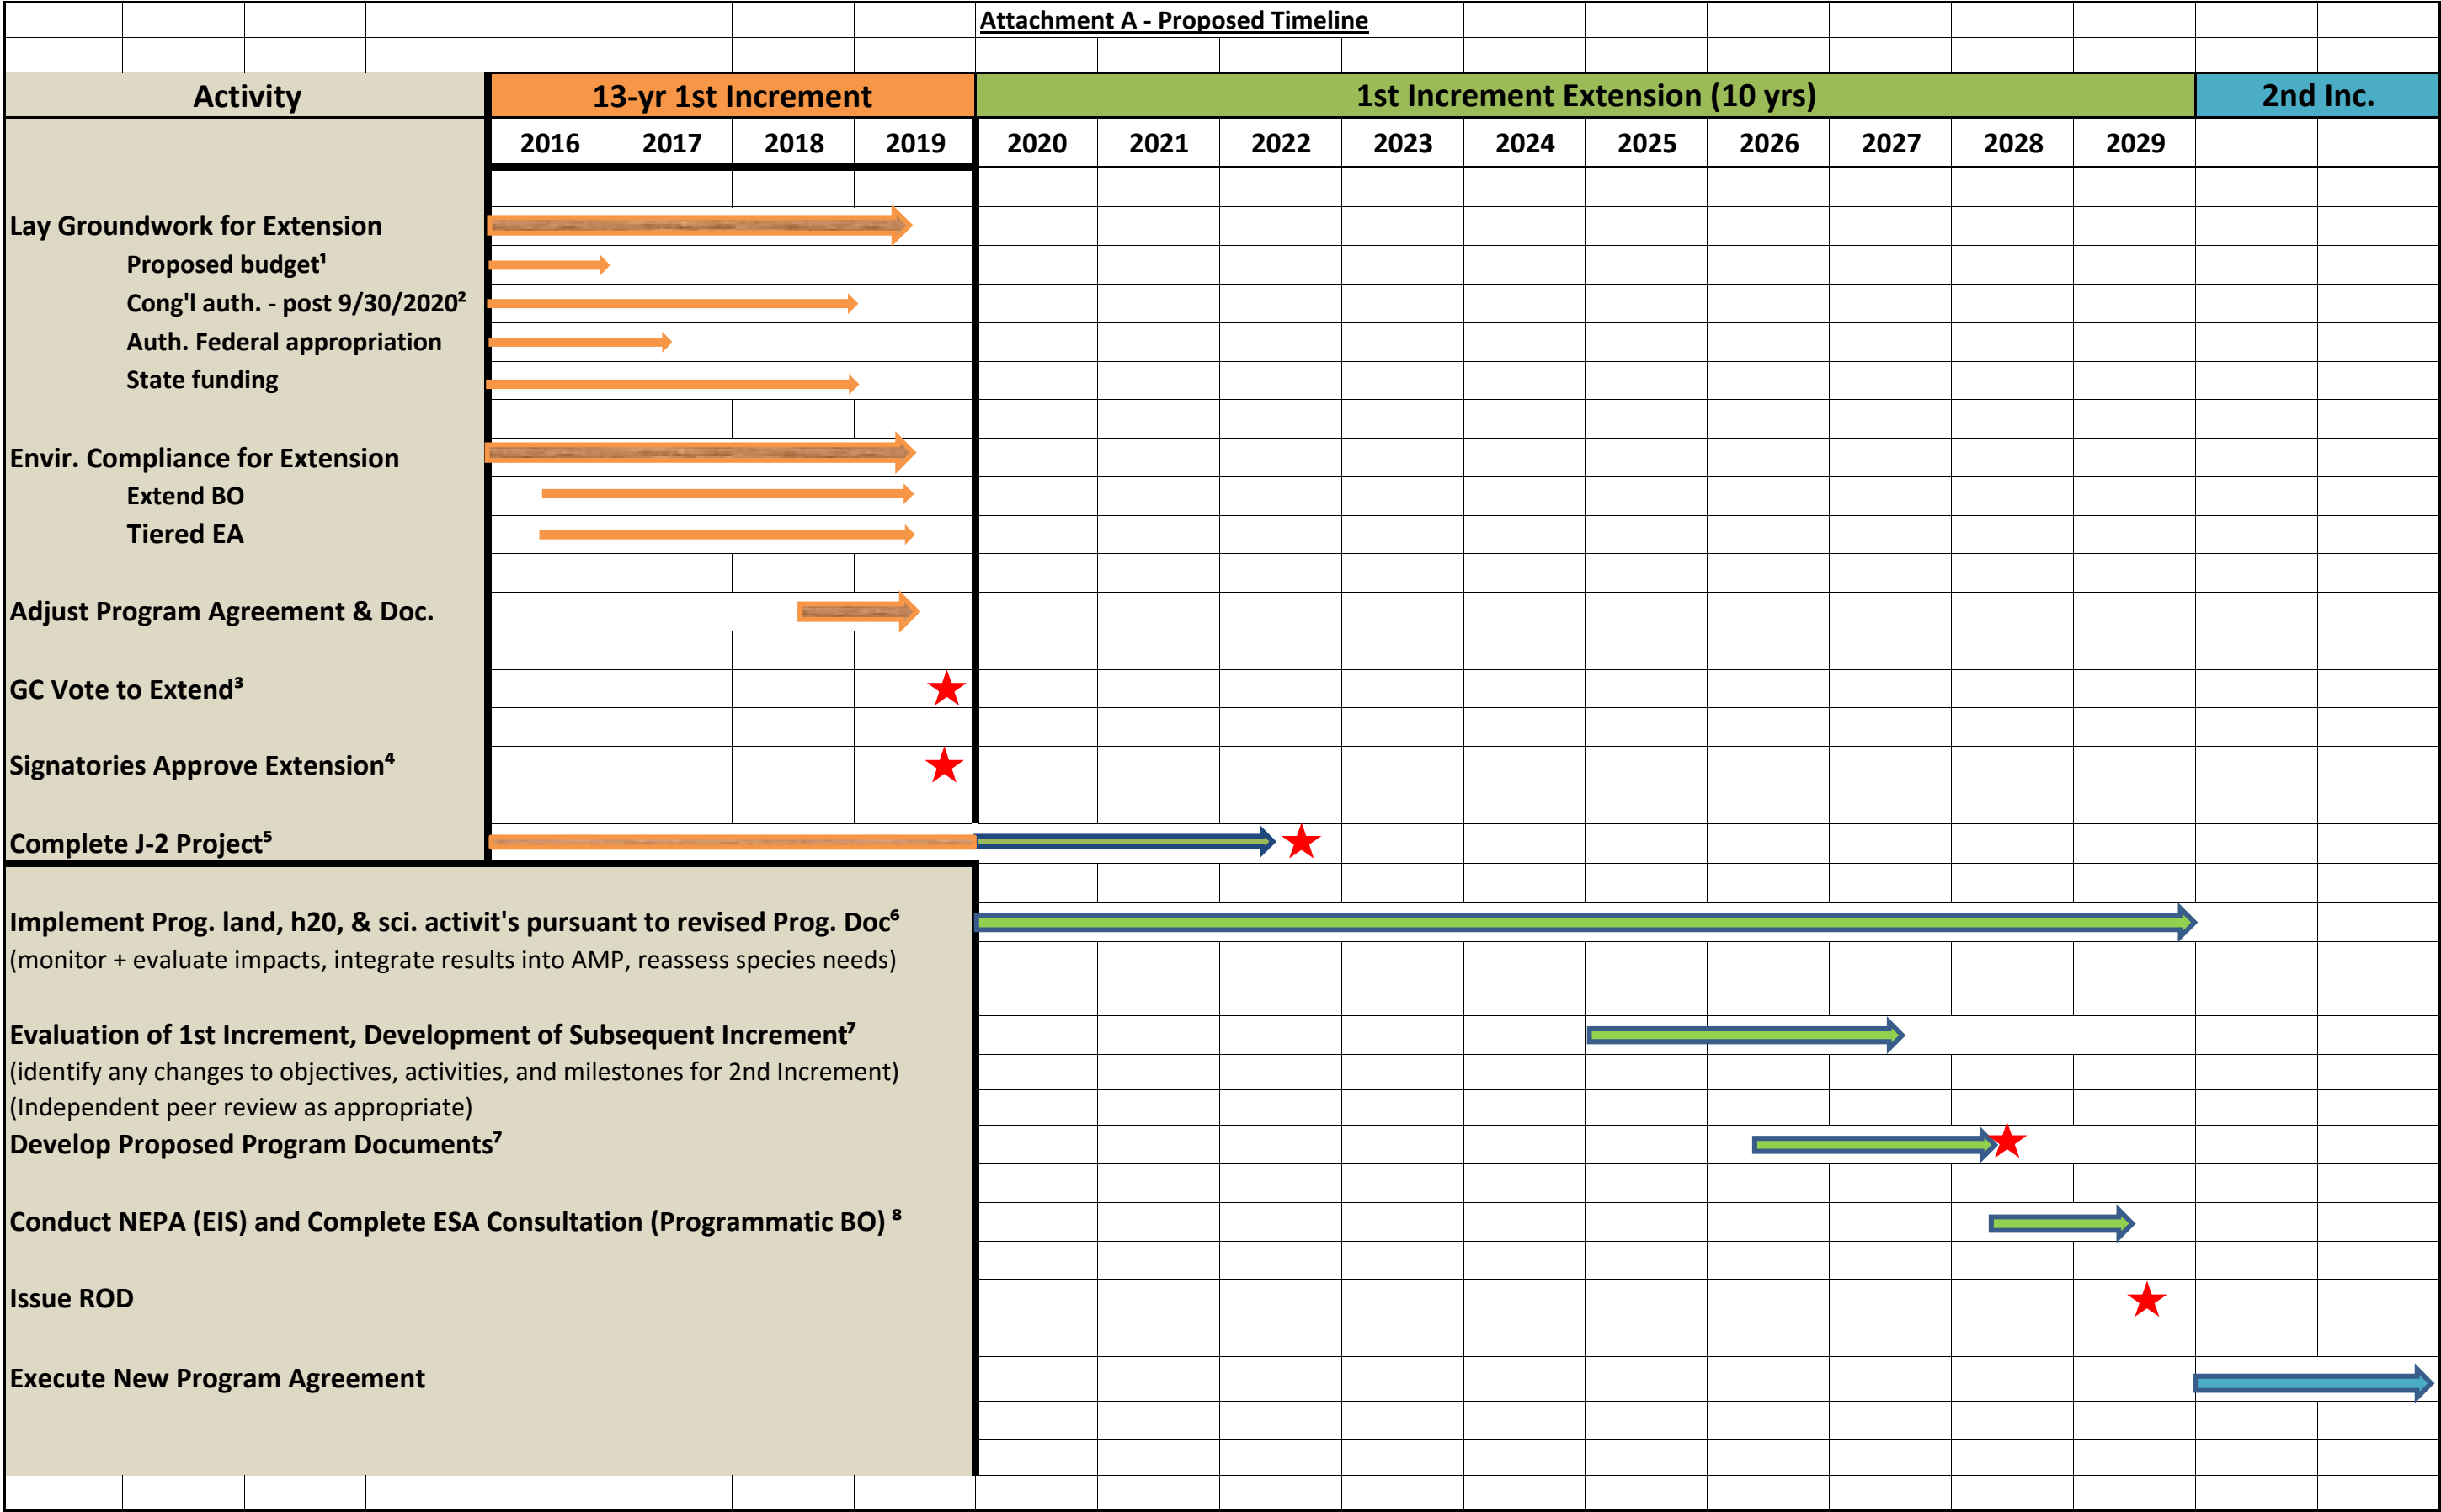 Attachment A - Proposed Timeline
Activity 13-yr 1st Increment 1st Increment Extension (10 yrs) 2nd Inc.
2016 2017 2018 2019 2020 2021 2022 2023 2024 2025 2026 2027 2028 2029
Lay Groundwork for Extension
Proposed budget¹
Cong'l auth. - post 9/30/2020²
Auth. Federal appropriation
State funding
Envir. Compliance for Extension
Extend BO
Tiered EA
Adjust Program Agreement & Doc.
GC Vote to Extend³
Signatories Approve Extension⁴
Complete J-2 Project⁵
Implement Prog. land, h20, & sci. activit's pursuant to revised Prog. Doc⁶
(monitor + evaluate impacts, integrate results into AMP, reassess species needs)
Evaluation of 1st Increment, Development of Subsequent Increment⁷
(identify any changes to objectives, activities, and milestones for 2nd Increment)
(Independent peer review as appropriate)
Develop Proposed Program Documents⁷
Conduct NEPA (EIS) and Complete ESA Consultation (Programmatic BO) ⁸
Issue ROD
Execute New Program Agreement